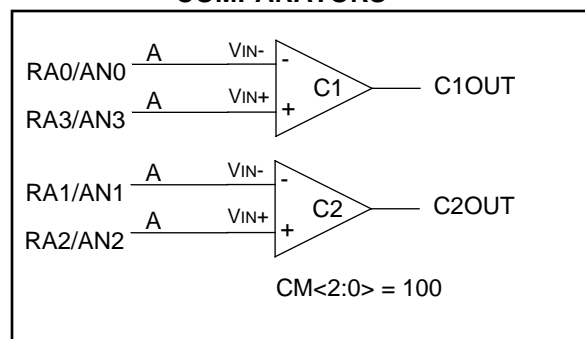 COMPARATORS
A VIN-
RA0/AN0 - C1 C1OUT
A VIN+
RA3/AN3 +
A VIN-
RA1/AN1 - C2 C2OUT
A VIN+
RA2/AN2 +
CM<2:0> = 100